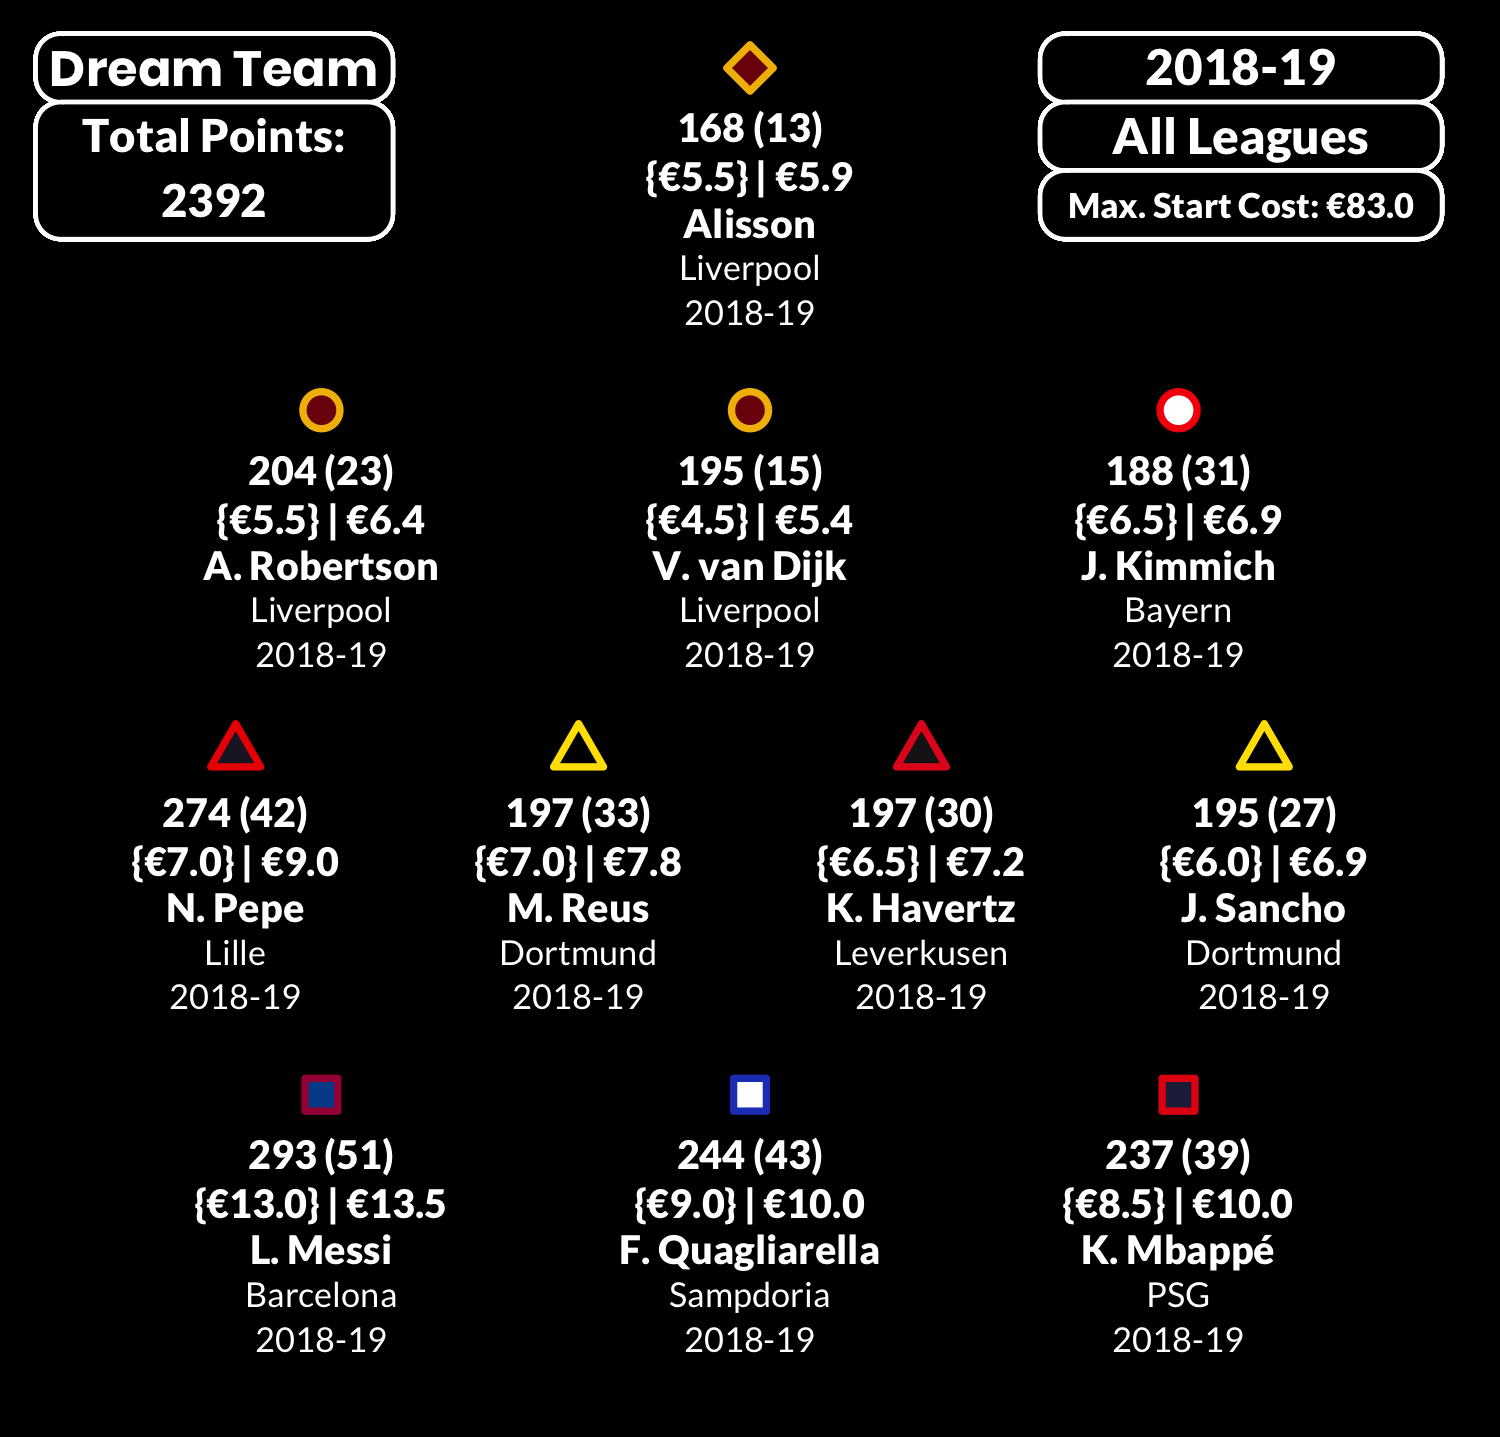 Dream Team
Total Points:
2392
2018-19
All Leagues
Max. Start Cost: €83.0
168 (13)
{€5.5} | €5.9
Alisson
Liverpool
2018-19
204 (23)
{€5.5} | €6.4
A. Robertson
Liverpool
2018-19
195 (15)
{€4.5} | €5.4
V. van Dijk
Liverpool
2018-19
188 (31)
{€6.5} | €6.9
J. Kimmich
Bayern
2018-19
274 (42)
{€7.0} | €9.0
N. Pepe
Lille
2018-19
197 (33)
{€7.0} | €7.8
M. Reus
Dortmund
2018-19
197 (30)
{€6.5} | €7.2
K. Havertz
Leverkusen
2018-19
195 (27)
{€6.0} | €6.9
J. Sancho
Dortmund
2018-19
293 (51)
{€13.0} | €13.5
L. Messi
Barcelona
2018-19
244 (43)
{€9.0} | €10.0
F. Quagliarella
Sampdoria
2018-19
237 (39)
{€8.5} | €10.0
K. Mbappé
PSG
2018-19